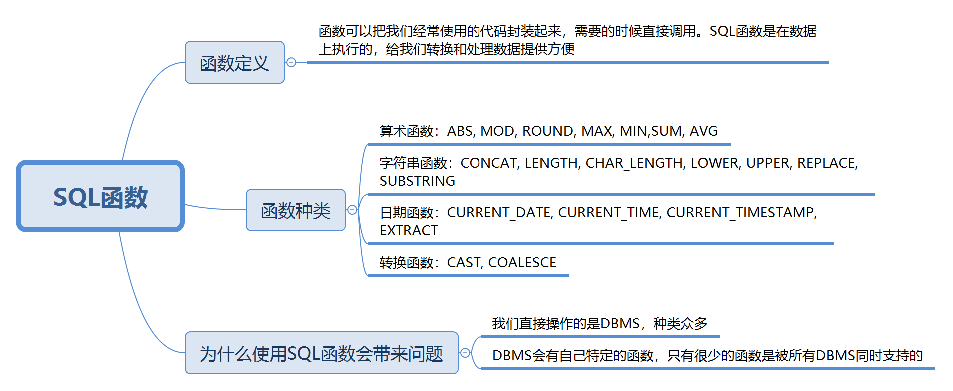 函数可以把我们经常使用的代码封装起来，需要的时候直接调用。SQL函数是在数据
上执行的，给我们转换和处理数据提供方便
函数定义
算术函数：ABS, MOD, ROUND, MAX, MIN,SUM, AVG
字符串函数：CONCAT, LENGTH, CHAR_LENGTH, LOWER, UPPER, REPLACE,
SUBSTRING
SQL函数
函数种类
日期函数：CURRENT_DATE, CURRENT_TIME, CURRENT_TIMESTAMP,
EXTRACT
转换函数：CAST, COALESCE
我们直接操作的是DBMS，种类众多
为什么使用SQL函数会带来问题
DBMS会有自己特定的函数，只有很少的函数是被所有DBMS同时支持的